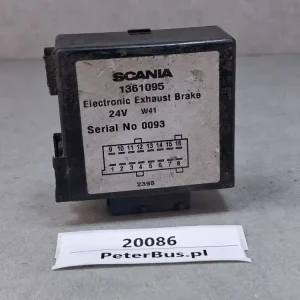 SCANIA
1361095
Electronic Exhaust Brake
24V W41
Serial No 0093
9 10 11 12 13 14 15 16
1 2 3 4 5 6 7 8
2395
20086
PeterBus.pl